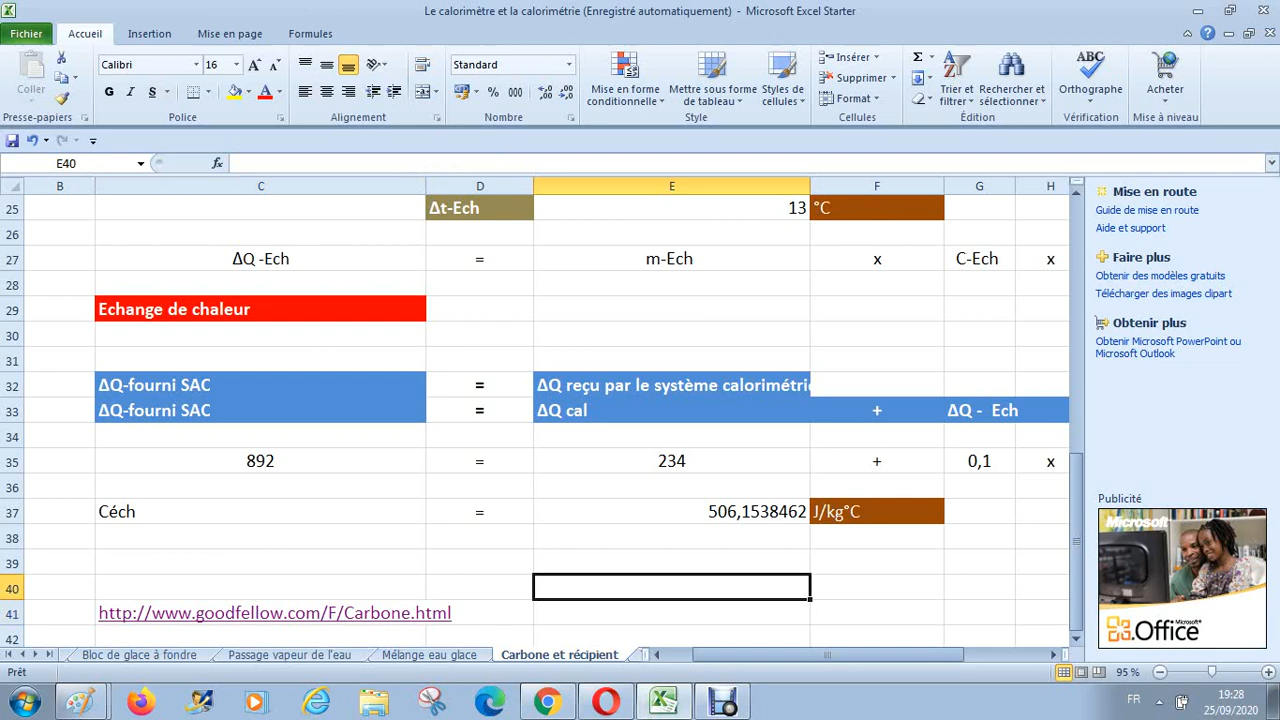 Le calorimètre et la calorimétrie (Enregistré automatiquement) - Microsoft Excel Starter
Fichier Accueil Insertion Mise en page Formules
Coller
Presse-papiers
Calibri 16 A A
G I S A
Police
Alignement
Standard
% 000
Nombre
Mise en forme conditionnelle
Mettre sous forme de tableau
Styles de cellules
Style
Insérer
Supprimer
Format
Cellules
Σ
Trier et filtrer
Rechercher et sélectionner
Édition
ABC
Orthographe
Vérification
Acheter
Mise à niveau
E40 fx
B C D E F G H
25 Δt-Ech 13 °C
26
27 ΔQ -Ech = m-Ech x C-Ech x
28
29 Echange de chaleur
30
31
32 ΔQ-fourni SAC = ΔQ reçu par le système calorimétri
33 ΔQ-fourni SAC = ΔQ cal + ΔQ - Ech
34
35 892 = 234 + 0,1 x
36
37 Céch = 506,1538462 J/kg°C
38
39
40
41 http://www.goodfellow.com/F/Carbone.html
42
Mise en route
Guide de mise en route
Aide et support
Faire plus
Obtenir des modèles gratuits
Télécharger des images clipart
Obtenir plus
Obtenir Microsoft PowerPoint ou
Microsoft Outlook
Publicité
Microsoft
Office
Bloc de glace à fondre Passage vapeur de l'eau Mélange eau glace Carbone et récipient
Prêt 95 %
FR 19:28
25/09/2020